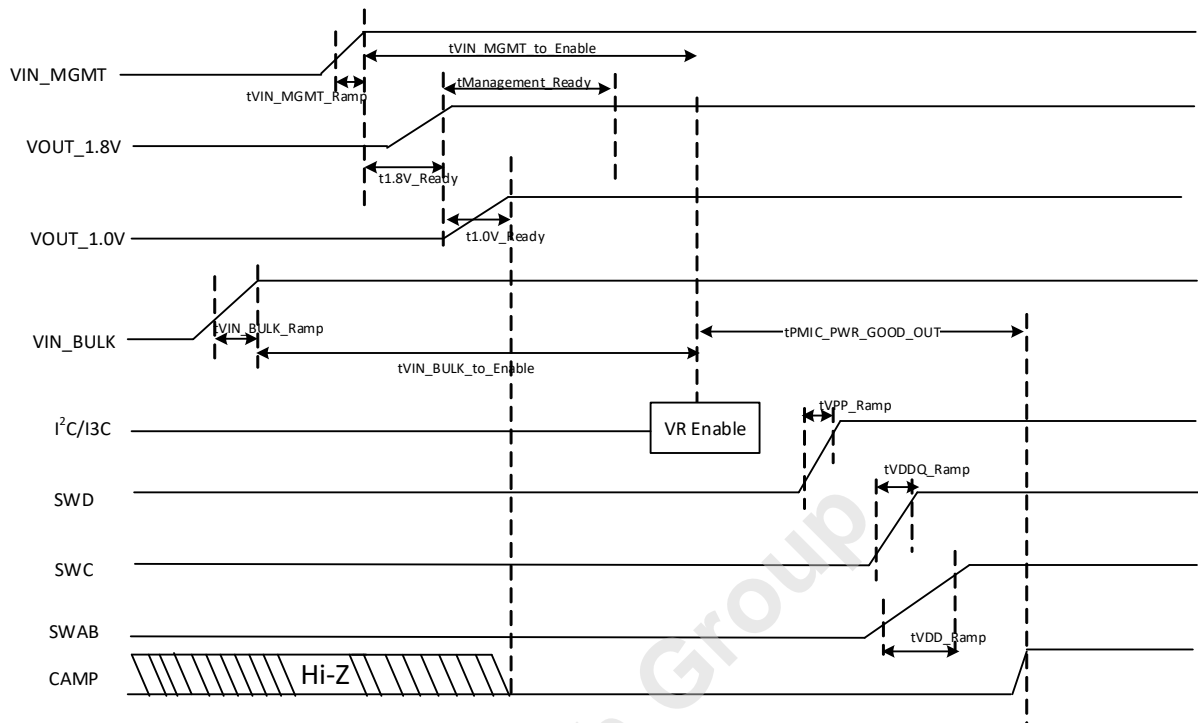 tVIN_MGMT_to_Enable
VIN_MGMT
tManagement_Ready
tVIN_MGMT_Ramp
VOUT_1.8V
t1.8V_Ready
VOUT_1.0V
t1.0V_Ready
tVIN_BULK_Ramp
tPMIC_PWR_GOOD_OUT
VIN_BULK
tVIN_BULK_to_Enable
tVPP_Ramp
I²C/I3C
VR Enable
tVDDQ_Ramp
SWD
SWC
SWAB
tVDD_Ramp
CAMP
Hi-Z
Group